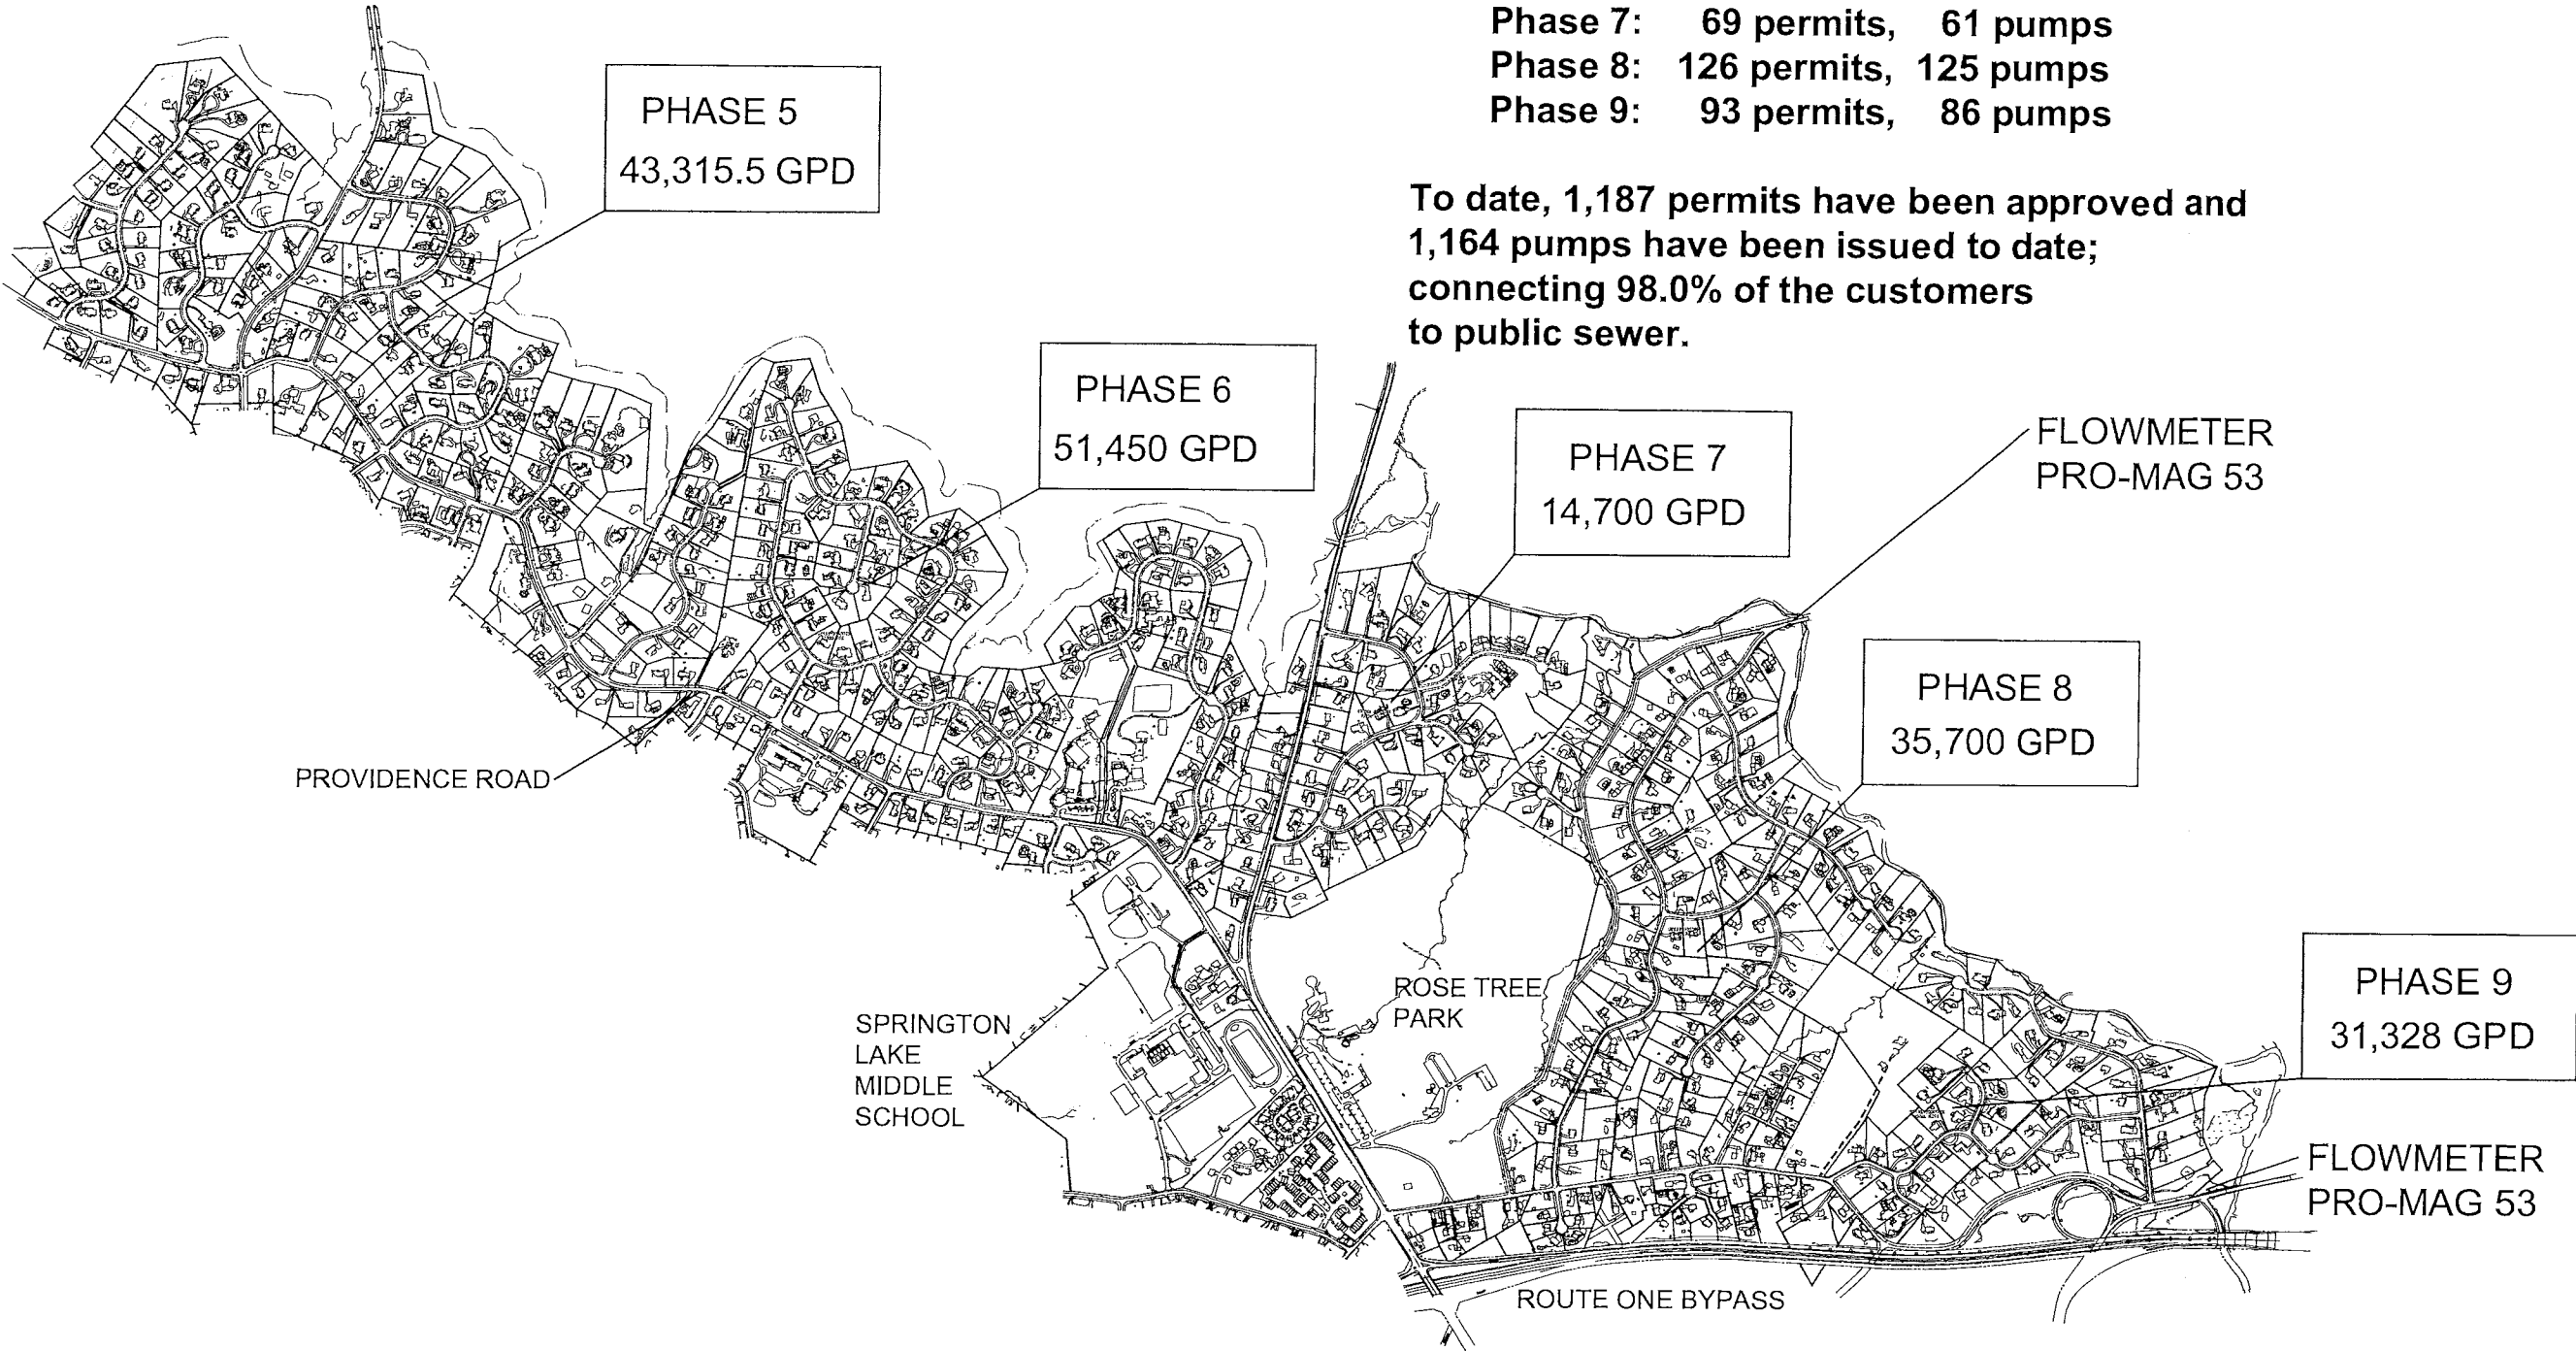 Phase 7: 69 permits, 61 pumps
Phase 8: 126 permits, 125 pumps
Phase 9: 93 permits, 86 pumps
To date, 1,187 permits have been approved and
1,164 pumps have been issued to date;
connecting 98.0% of the customers
to public sewer.
PHASE 5
43,315.5 GPD
PHASE 6
51,450 GPD
PHASE 7
14,700 GPD
FLOWMETER
PRO-MAG 53
PHASE 8
35,700 GPD
PROVIDENCE ROAD
PHASE 9
31,328 GPD
ROSE TREE
PARK
SPRINGTON
LAKE
MIDDLE
SCHOOL
FLOWMETER
PRO-MAG 53
ROUTE ONE BYPASS